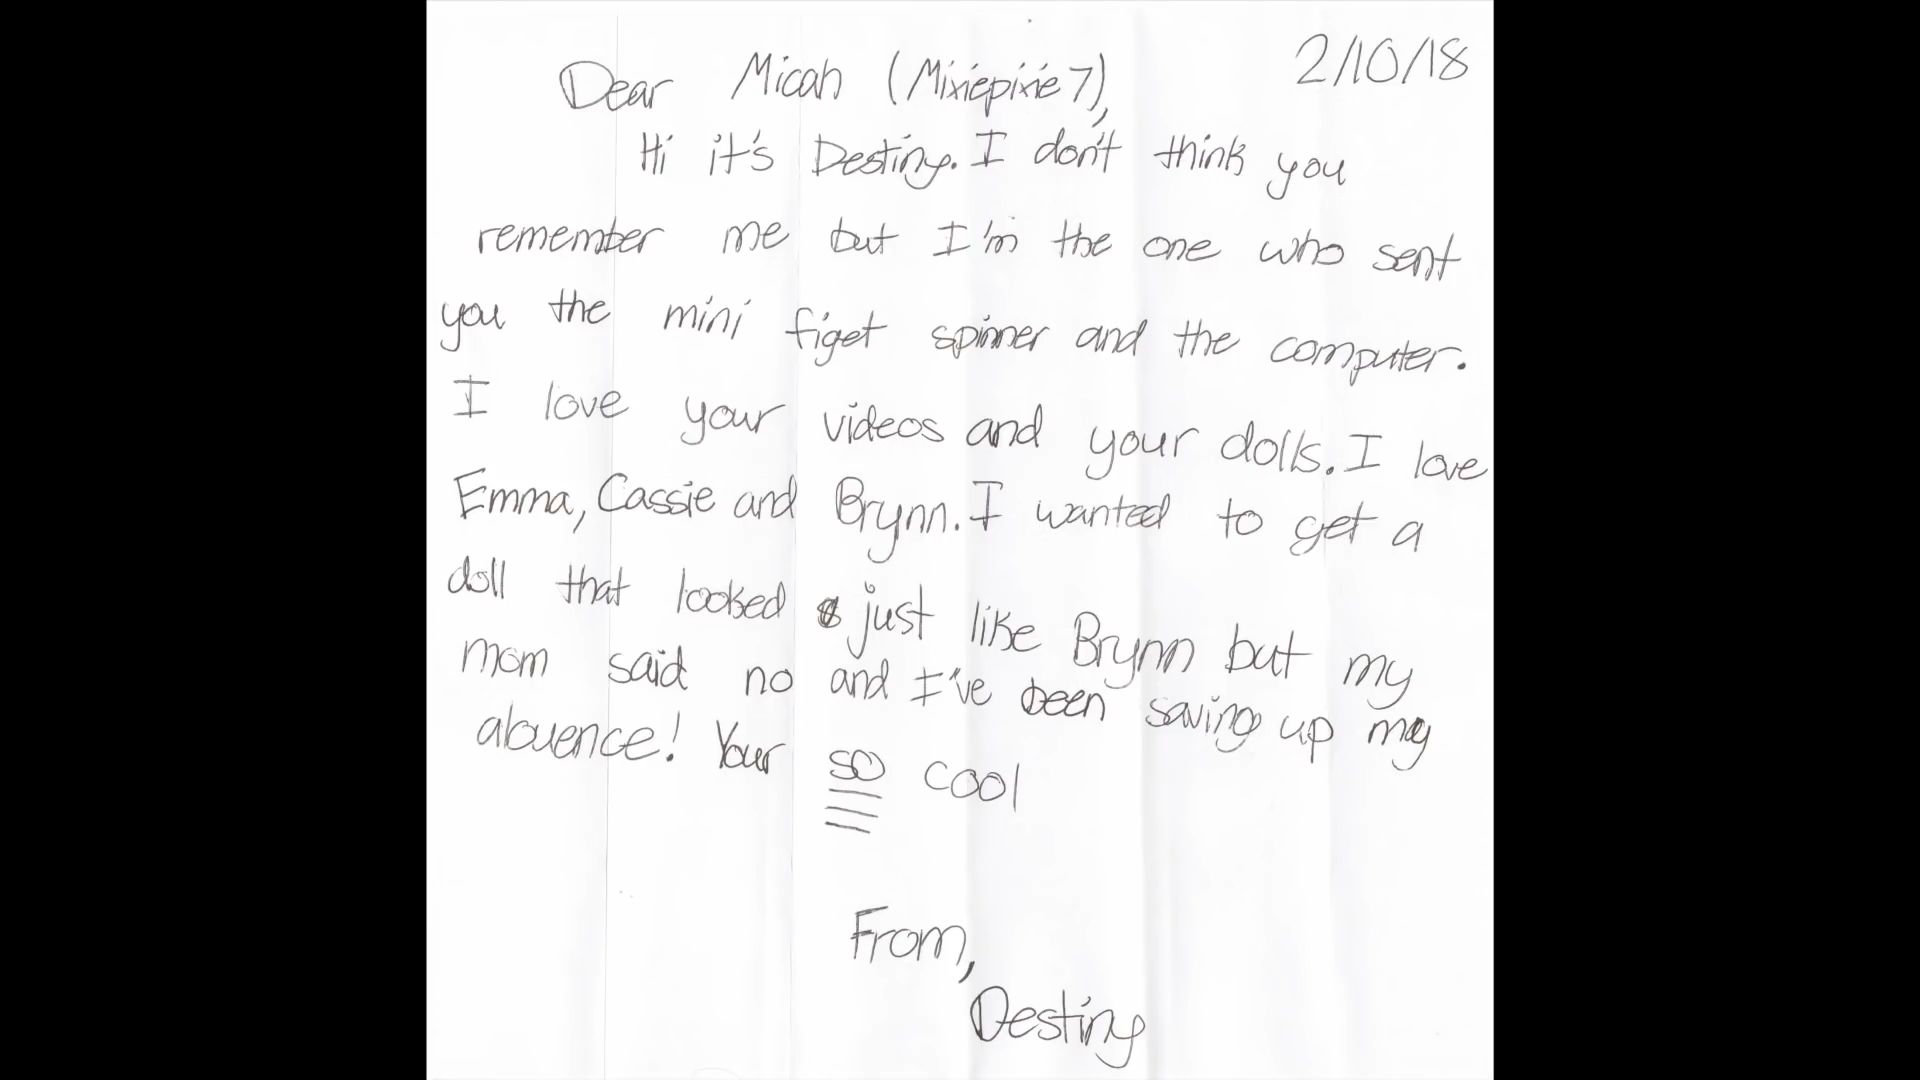 2/10/18
Dear Micah (Mixiepixie7),
Hi it's Destiny. I don't think you
remember me but I'm the one who sent
you the mini figet spinner and the computer.
I love your videos and your dolls. I love
Emma, Cassie and Brynn. I wanted to get a
doll that looked just like Brynn but my
mom said no and I've been saving up my
abuence! Your so cool
From,
Destiny